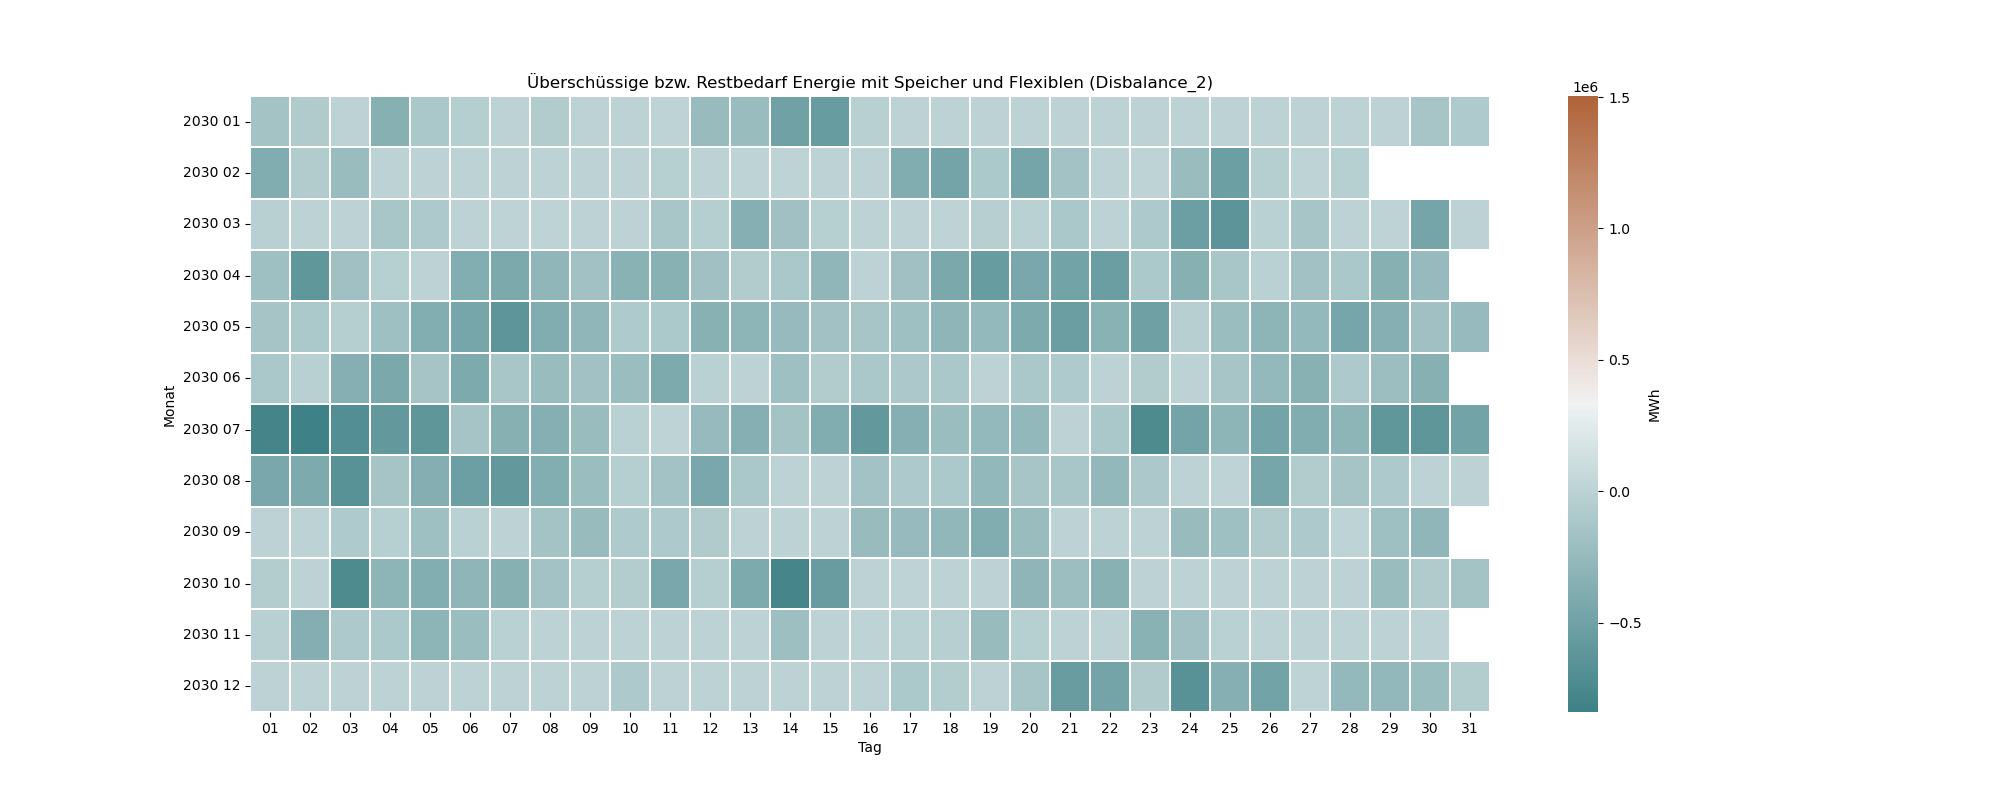 Überschüssige bzw. Restbedarf Energie mit Speicher und Flexiblen (Disbalance_2)
1e6
2030 01
2030 02
2030 03
2030 04
2030 05
2030 06
2030 07
2030 08
2030 09
2030 10
2030 11
2030 12
Monat
01 02 03 04 05 06 07 08 09 10 11 12 13 14 15 16 17 18 19 20 21 22 23 24 25 26 27 28 29 30 31
Tag
1.5
1.0
0.5
0.0
−0.5
MWh